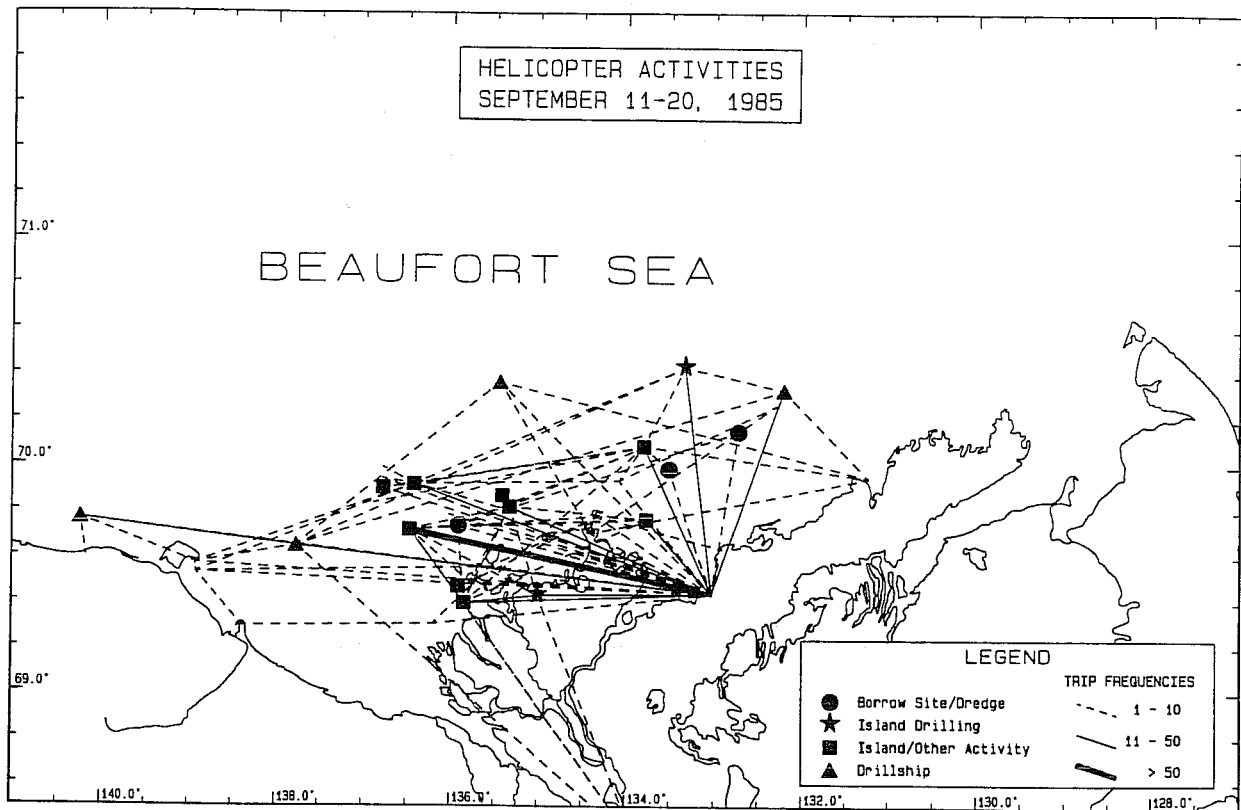 HELICOPTER ACTIVITIES
SEPTEMBER 11-20, 1985
71.0°
BEAUFORT SEA
70.0°
69.0°
LEGEND
TRIP FREQUENCIES
Borrow Site/Dredge
1 - 10
Island Drilling
11 - 50
Island/Other Activity
> 50
Drillship
140.0°
138.0°
136.0°
134.0°
132.0°
130.0°
128.0°